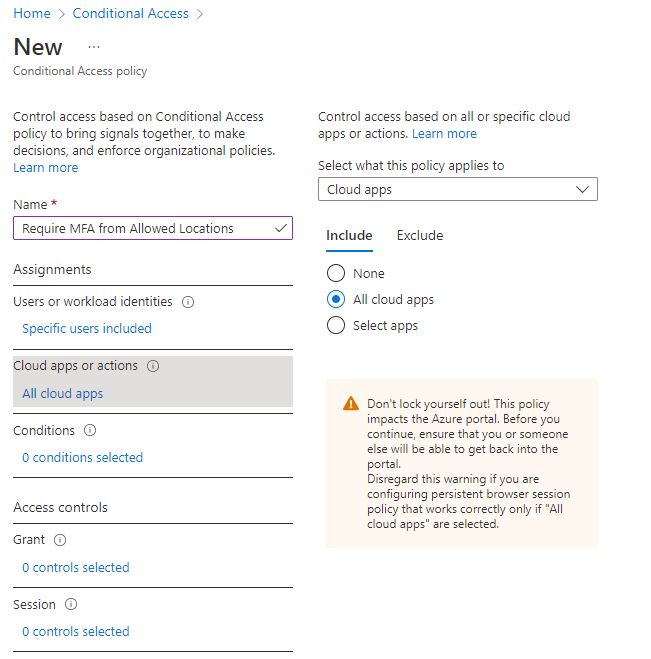 Home > Conditional Access >
New ...
Conditional Access policy
Control access based on Conditional Access
policy to bring signals together, to make
decisions, and enforce organizational policies.
Learn more
Name *
Require MFA from Allowed Locations
Assignments
Users or workload identities
Specific users included
Cloud apps or actions
All cloud apps
Conditions
0 conditions selected
Access controls
Grant
0 controls selected
Session
0 controls selected
Control access based on all or specific cloud
apps or actions. Learn more
Select what this policy applies to
Cloud apps
Include Exclude
None
All cloud apps
Select apps
Don't lock yourself out! This policy
impacts the Azure portal. Before you
continue, ensure that you or someone
else will be able to get back into the
portal.
Disregard this warning if you are
configuring persistent browser session
policy that works correctly only if "All
cloud apps" are selected.